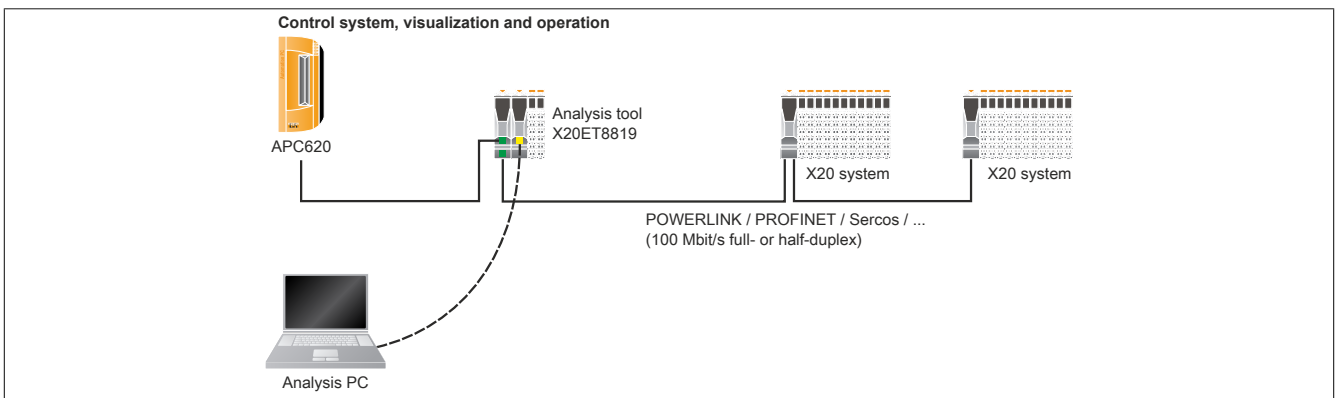 Control system, visualization and operation
APC620
Analysis tool
X20ET8819
X20 system
X20 system
POWERLINK / PROFINET / Sercos / ...
(100 Mbit/s full- or half-duplex)
Analysis PC